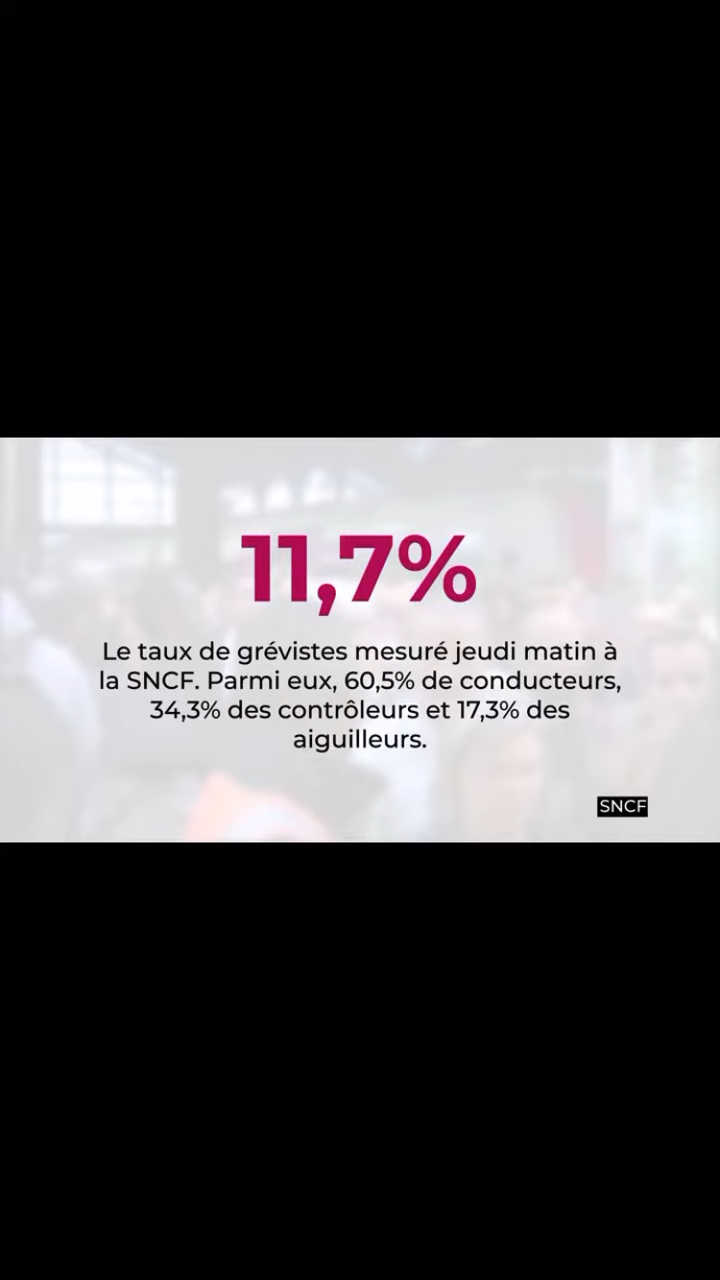 11,7%
Le taux de grévistes mesuré jeudi matin à
la SNCF. Parmi eux, 60,5% de conducteurs,
34,3% des contrôleurs et 17,3% des
aiguilleurs.
SNCF